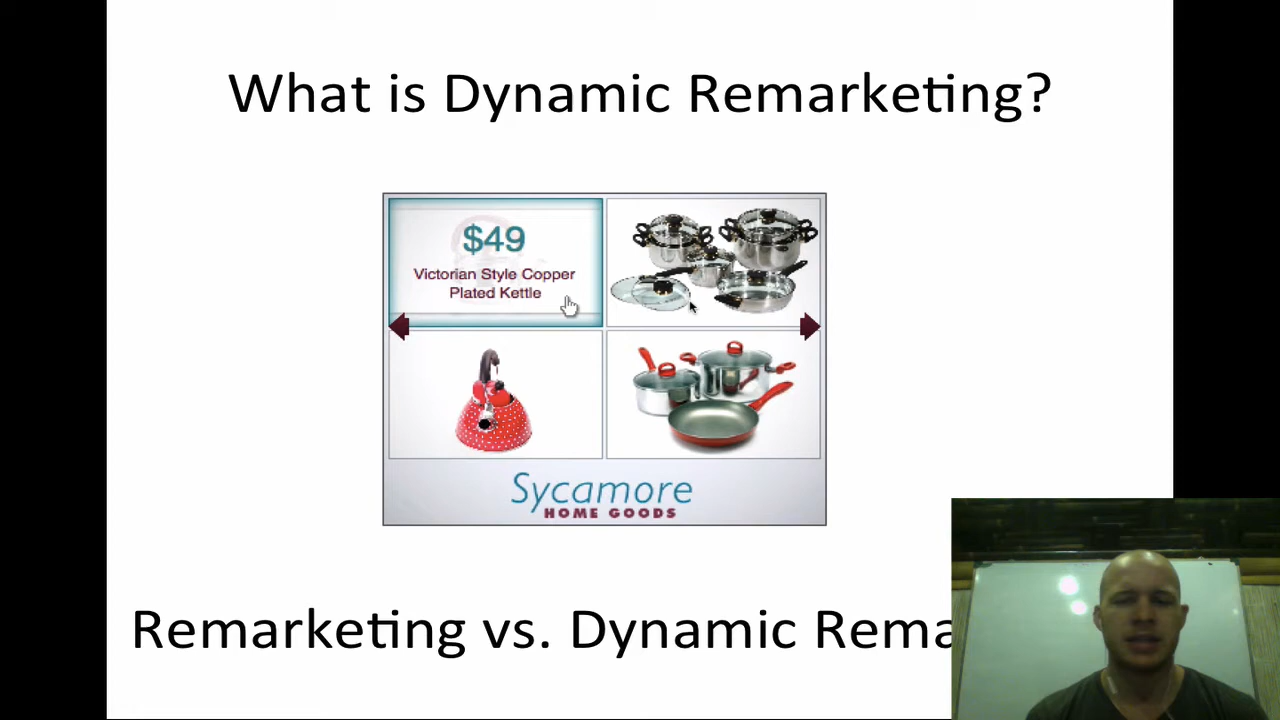 What is Dynamic Remarketing?
$49
Victorian Style Copper
Plated Kettle
Sycamore
HOME GOODS
Remarketing vs. Dynamic Rema